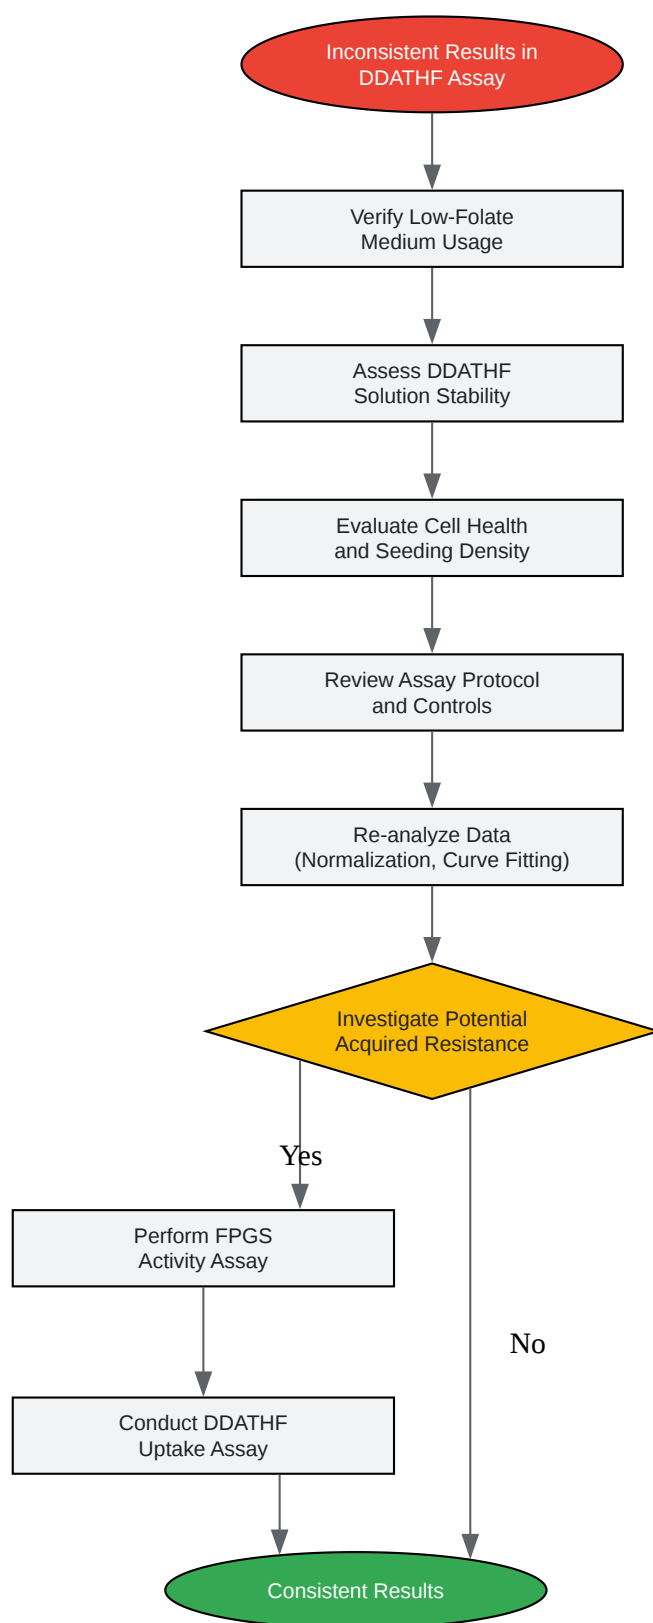 Inconsistent Results in
DDATHF Assay
Verify Low-Folate
Medium Usage
Assess DDATHF
Solution Stability
Evaluate Cell Health
and Seeding Density
Review Assay Protocol
and Controls
Re-analyze Data
(Normalization, Curve Fitting)
Investigate Potential
Acquired Resistance
Yes
Perform FPGS
Activity Assay
No
Conduct DDATHF
Uptake Assay
Consistent Results